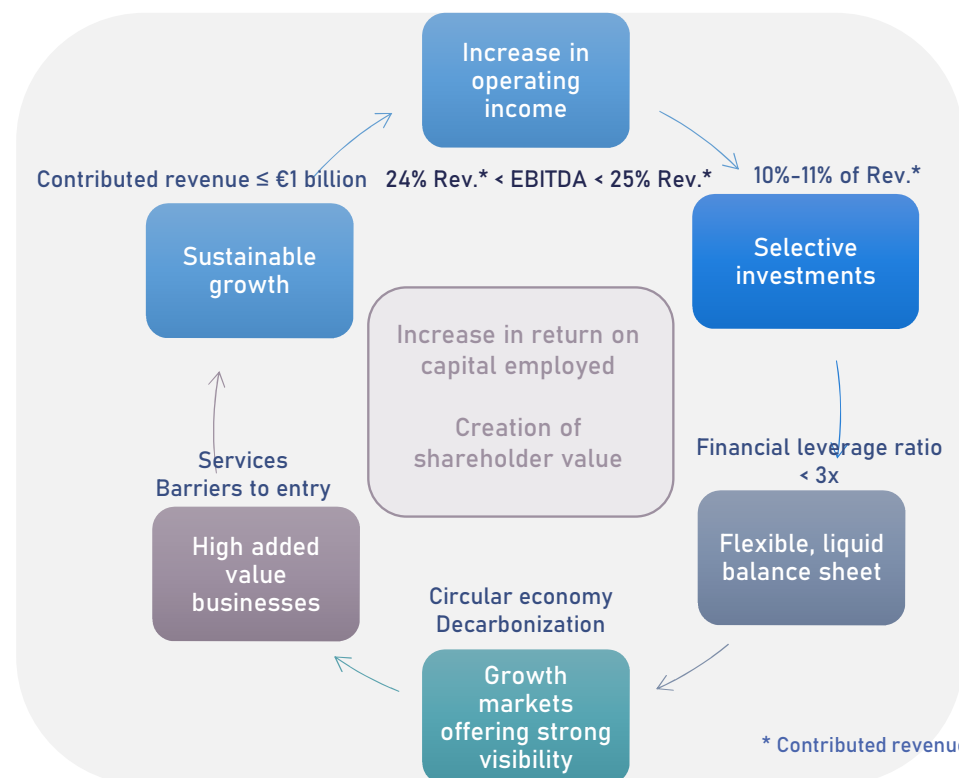 Increase in
operating
income
Contributed revenue ≤ €1 billion
24% Rev.* < EBITDA < 25% Rev.*
10%-11% of Rev.*
Sustainable
growth
Selective
investments
Increase in return on
capital employed
Creation of
shareholder value
Services
Barriers to entry
Financial leverage ratio
< 3x
High added
value
businesses
Flexible, liquid
balance sheet
Circular economy
Decarbonization
Growth
markets
offering strong
visibility
* Contributed revenue